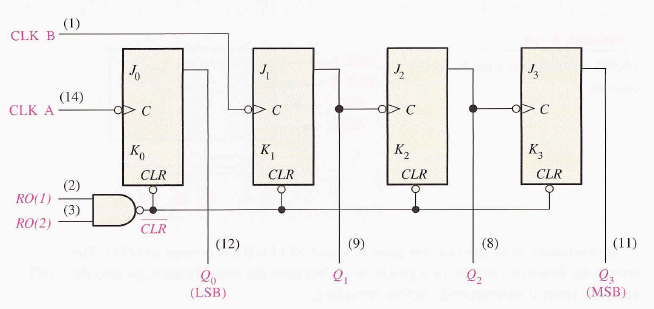 (1)
CLK B
J0 J1 J2 J3
(14)
CLK A C C C C
K0 K1 K2 K3
CLR CLR CLR CLR
(2)
RO(1)
(3)
RO(2)
CLR
(12) (9) (8) (11)
Q0 Q1 Q2 Q3
(LSB) (MSB)